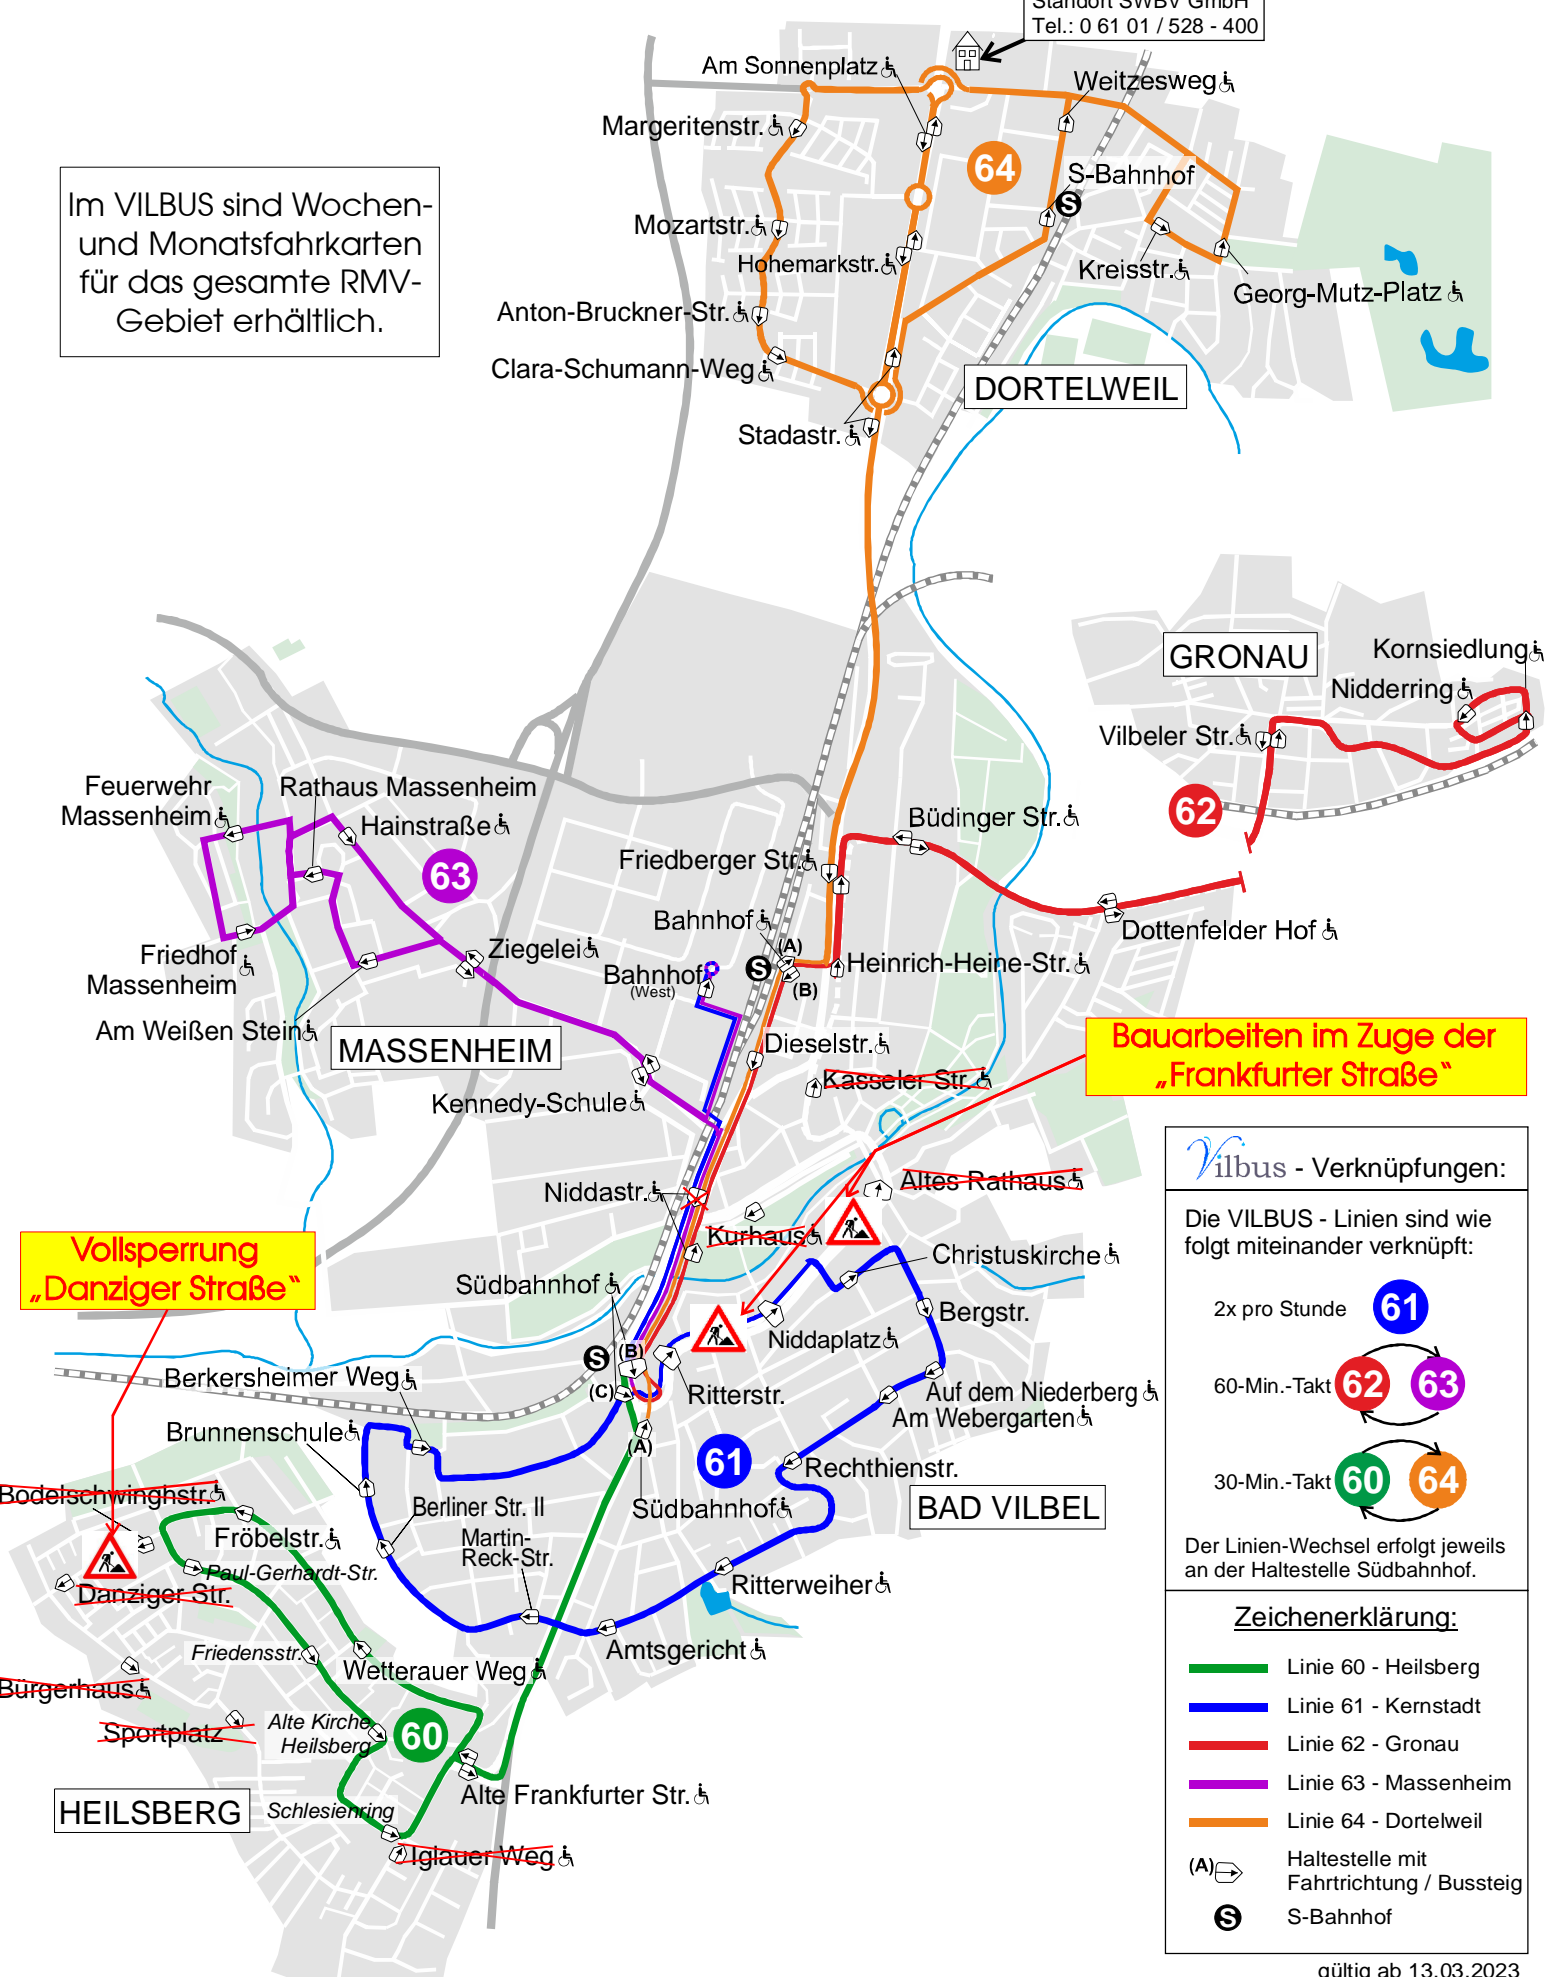 Standort SWBV GmbH
Tel.: 0 61 01 / 528 - 400
Im VILBUS sind Wochen-
und Monatsfahrkarten
für das gesamte RMV-
Gebiet erhältlich.
Am Sonnenplatz
Weitzesweg
Margeritenstr.
64
S-Bahnhof
S
Mozartstr.
Hohemarkstr.
Kreisstr.
Georg-Mutz-Platz
Anton-Bruckner-Str.
Clara-Schumann-Weg
DORTELWEIL
Stadastr.
GRONAU
Kornsiedlung
Nidderring
Vilbeler Str.
62
Feuerwehr
Massenheim
Rathaus Massenheim
Hainstraße
63
Büdinger Str.
Friedberger Str.
Bahnhof
(A)
S
(B)
Heinrich-Heine-Str.
Dottenfelder Hof
Friedhof
Massenheim
Ziegelei
Bahnhof
(West)
Am Weißen Stein
MASSENHEIM
Dieselstr.
Kasseler Str.
Kennedy-Schule
Bauarbeiten im Zuge der
„Frankfurter Straße“
Niddastr.
Altes Rathaus
Kurhaus
Christuskirche
Vollsperrung
„Danziger Straße“
Südbahnhof
Bergstr.
Niddaplatz
S
(B)
(C)
Berkersheimer Weg
Ritterstr.
Auf dem Niederberg
Am Webergarten
Brunnenschule
(A)
61
Rechthienstr.
Südbahnhof
BAD VILBEL
Bodelschwinghstr.
Berliner Str. II
Martin-
Reck-Str.
Fröbelstr.
Paul-Gerhardt-Str.
Danziger Str.
Ritterweiher
Friedensstr.
Wetterauer Weg
Amtsgericht
Bürgerhaus
Sportplatz
Alte Kirche
Heilsberg
60
Alte Frankfurter Str.
HEILSBERG
Schlesienring
Iglauer Weg
Vilbus - Verknüpfungen:
Die VILBUS - Linien sind wie
folgt miteinander verknüpft:
2x pro Stunde 61
60-Min.-Takt 62 63
30-Min.-Takt 60 64
Der Linien-Wechsel erfolgt jeweils
an der Haltestelle Südbahnhof.
Zeichenerklärung:
Linie 60 - Heilsberg
Linie 61 - Kernstadt
Linie 62 - Gronau
Linie 63 - Massenheim
Linie 64 - Dortelweil
(A) Haltestelle mit
Fahrtrichtung / Bussteig
S S-Bahnhof
gültig ab 13.03.2023